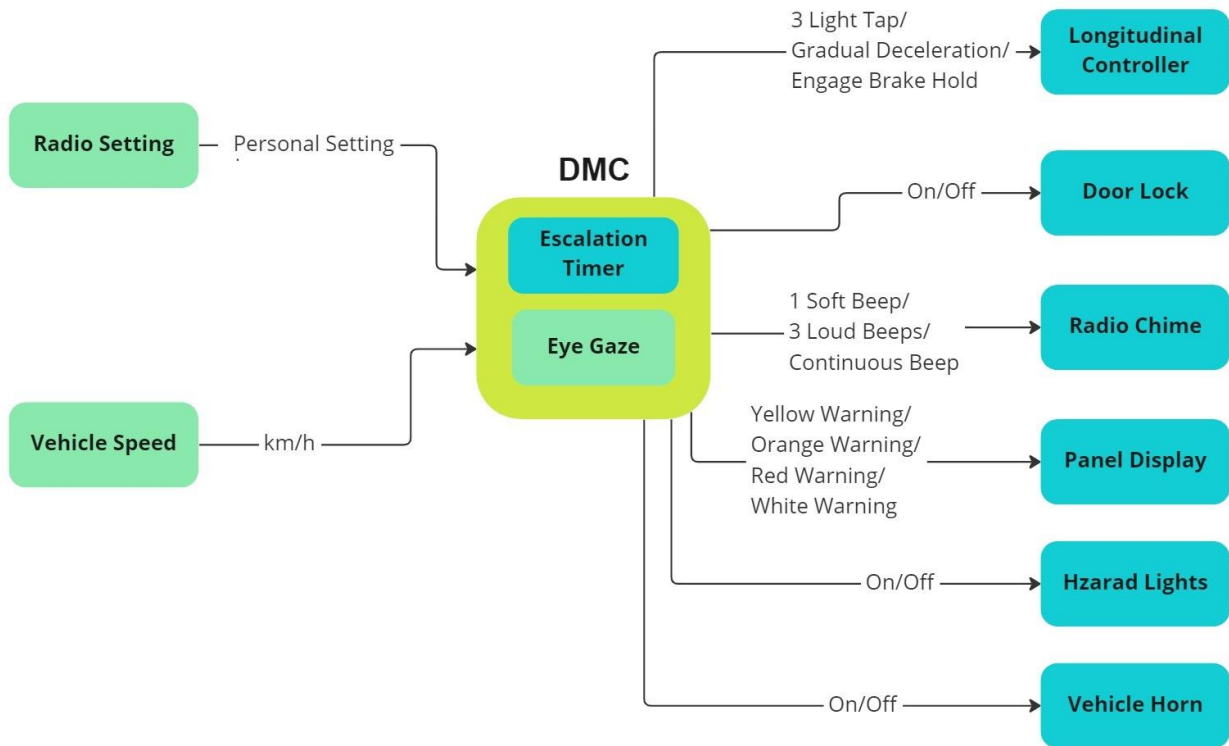 3 Light Tap/
Gradual Deceleration/
Engage Brake Hold
Longitudinal
Controller
Radio Setting
Personal Setting
DMC
On/Off
Door Lock
Escalation
Timer
Eye Gaze
1 Soft Beep/
3 Loud Beeps/
Continuous Beep
Radio Chime
Vehicle Speed
km/h
Yellow Warning/
Orange Warning/
Red Warning/
White Warning
Panel Display
On/Off
Hzarad Lights
On/Off
Vehicle Horn